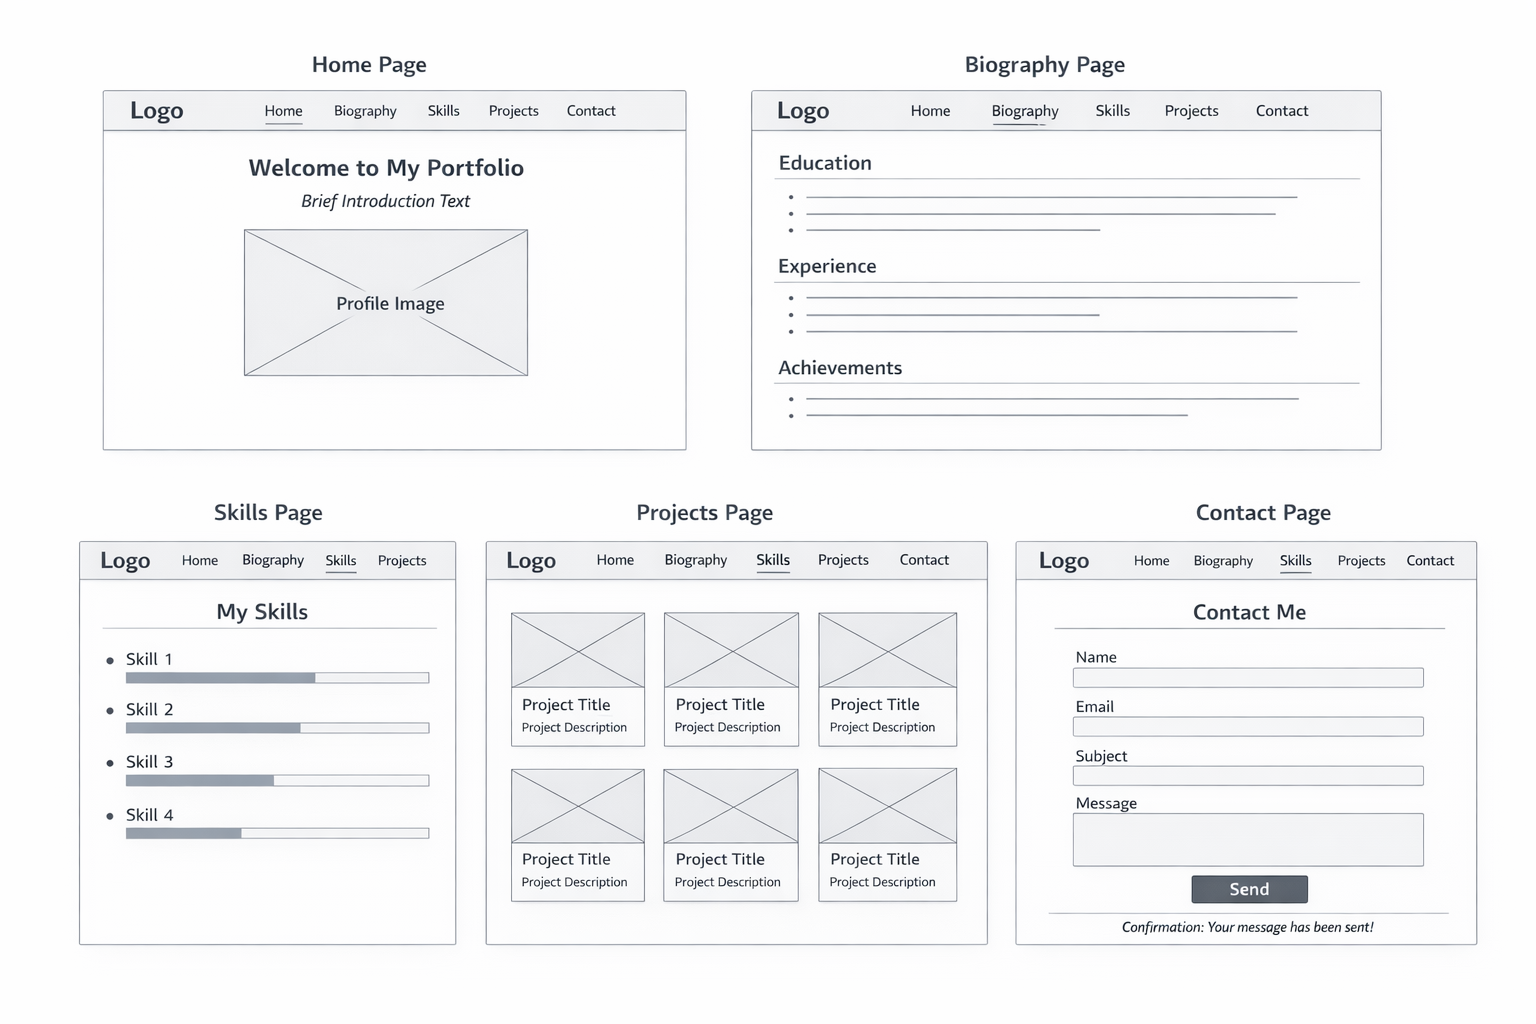 Home Page
Logo Home Biography Skills Projects Contact
Welcome to My Portfolio
Brief Introduction Text
Profile Image
Biography Page
Logo Home Biography Skills Projects Contact
Education
Experience
Achievements
Skills Page
Logo Home Biography Skills Projects
My Skills
Skill 1
Skill 2
Skill 3
Skill 4
Projects Page
Logo Home Biography Skills Projects Contact
Project Title
Project Description
Project Title
Project Description
Project Title
Project Description
Project Title
Project Description
Project Title
Project Description
Project Title
Project Description
Contact Page
Logo Home Biography Skills Projects Contact
Contact Me
Name
Email
Subject
Message
Send
Confirmation: Your message has been sent!